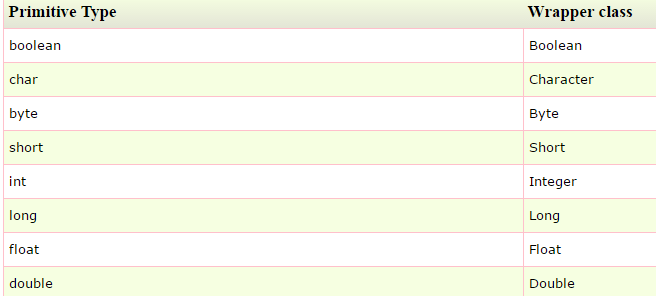 Primitive Type Wrapper class
boolean Boolean
char Character
byte Byte
short Short
int Integer
long Long
float Float
double Double